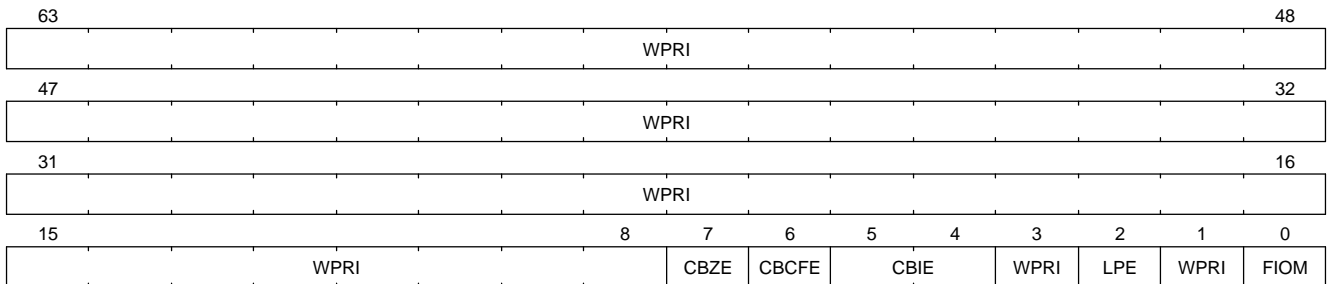 63 48
WPRI
47 32
WPRI
31 16
WPRI
15 8 7 6 5 4 3 2 1 0
WPRI CBZE CBCFE CBIE WPRI LPE WPRI FIOM